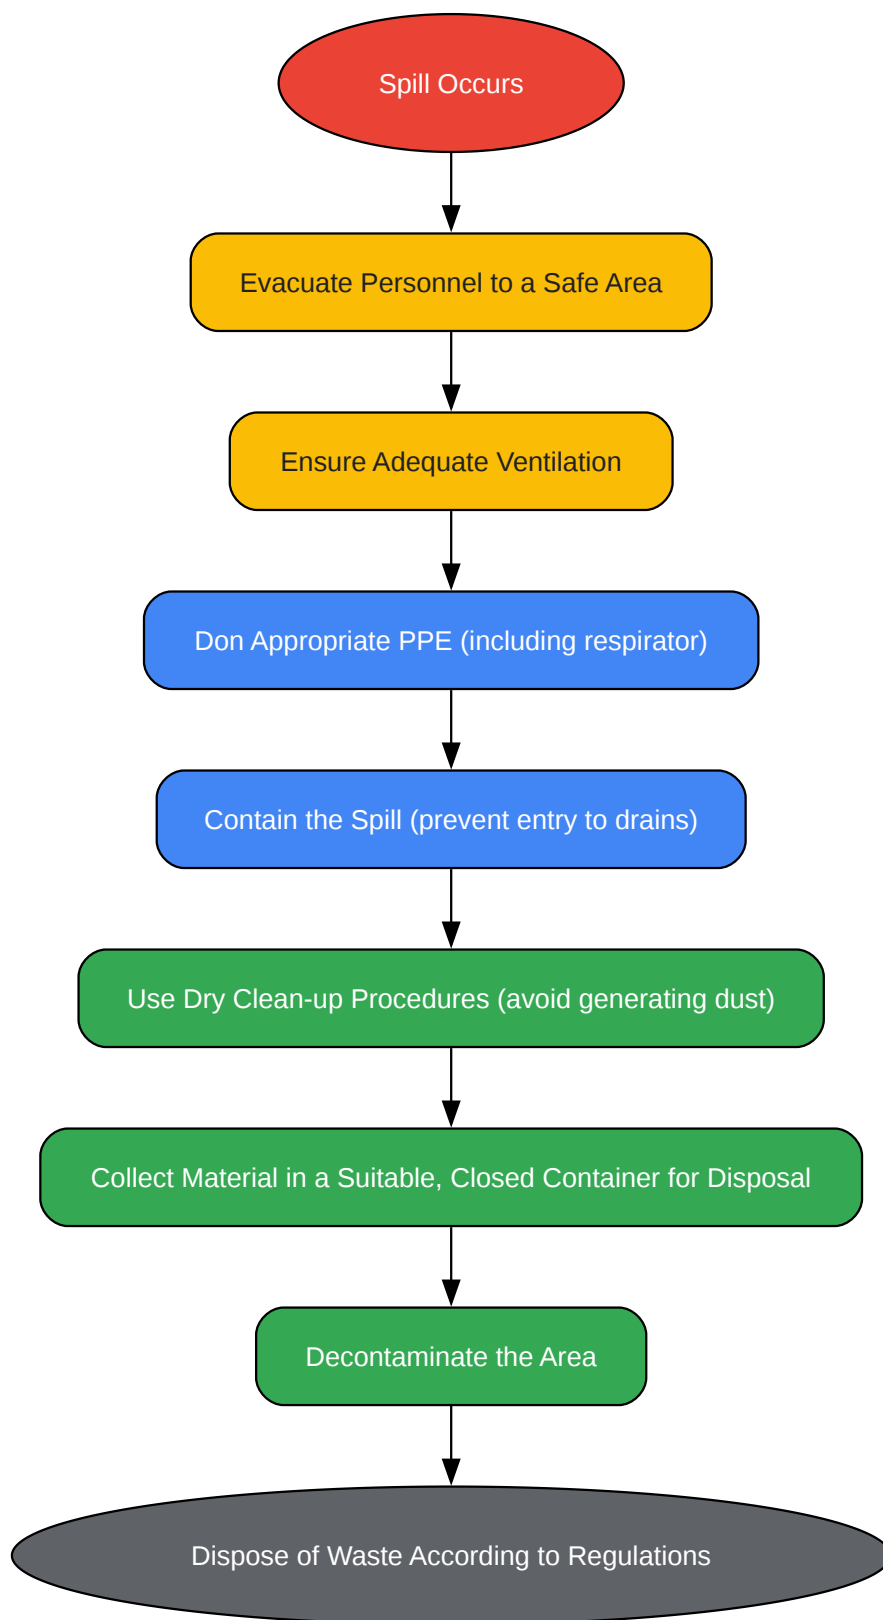 Spill Occurs
Evacuate Personnel to a Safe Area
Ensure Adequate Ventilation
Don Appropriate PPE (including respirator)
Contain the Spill (prevent entry to drains)
Use Dry Clean-up Procedures (avoid generating dust)
Collect Material in a Suitable, Closed Container for Disposal
Decontaminate the Area
Dispose of Waste According to Regulations